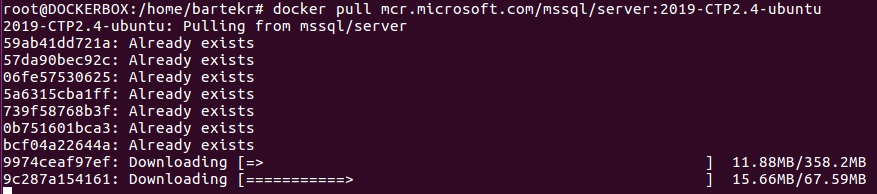 root@DOCKERBOX:/home/bartekr# docker pull mcr.microsoft.com/mssql/server:2019-CTP2.4-ubuntu
2019-CTP2.4-ubuntu: Pulling from mssql/server
59ab41dd721a: Already exists
57da90bec92c: Already exists
06fe57530625: Already exists
5a6315cba1ff: Already exists
739f58768b3f: Already exists
0b751601bca3: Already exists
bcf04a22644a: Already exists
9974ceaf97ef: Downloading [=>                                                 ]  11.88MB/358.2MB
9c287a154161: Downloading [===========>                                       ]  15.66MB/67.59MB